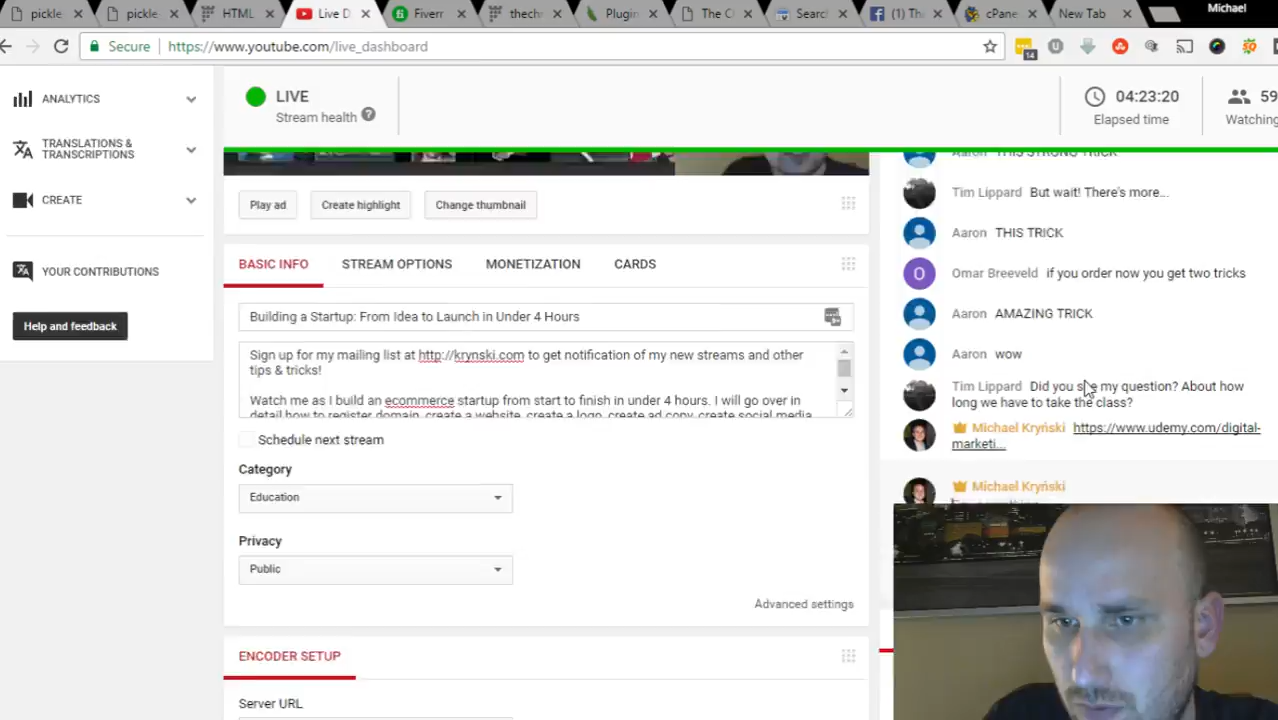 pickle
pickle-
HTML
Live D
Fiverr
thech
Plugin
The C
Searc
(1) Th
cPane
New Tab
Michael
Secure
https://www.youtube.com/live_dashboard
14
ANALYTICS
TRANSLATIONS &
TRANSCRIPTIONS
CREATE
YOUR CONTRIBUTIONS
Help and feedback
LIVE
Stream health
?
04:23:20
Elapsed time
59
Watching
Play ad
Create highlight
Change thumbnail
BASIC INFO
STREAM OPTIONS
MONETIZATION
CARDS
Building a Startup: From Idea to Launch in Under 4 Hours
Sign up for my mailing list at http://krynski.com to get notification of my new streams and other
tips & tricks!
Watch me as I build an ecommerce startup from start to finish in under 4 hours. I will go over in
detail how to register domain, create a website, create a logo, create ad copy, create social media
Schedule next stream
Category
Education
Privacy
Public
Advanced settings
ENCODER SETUP
Server URL
Aaron THIS STRONG TRICK
Tim Lippard But wait! There's more...
Aaron THIS TRICK
O
Omar Breeveld if you order now you get two tricks
Aaron AMAZING TRICK
Aaron wow
Tim Lippard Did you see my question? About how
long we have to take the class?
Michael Kryński https://www.udemy.com/digital-
marketi...
Michael Kryński